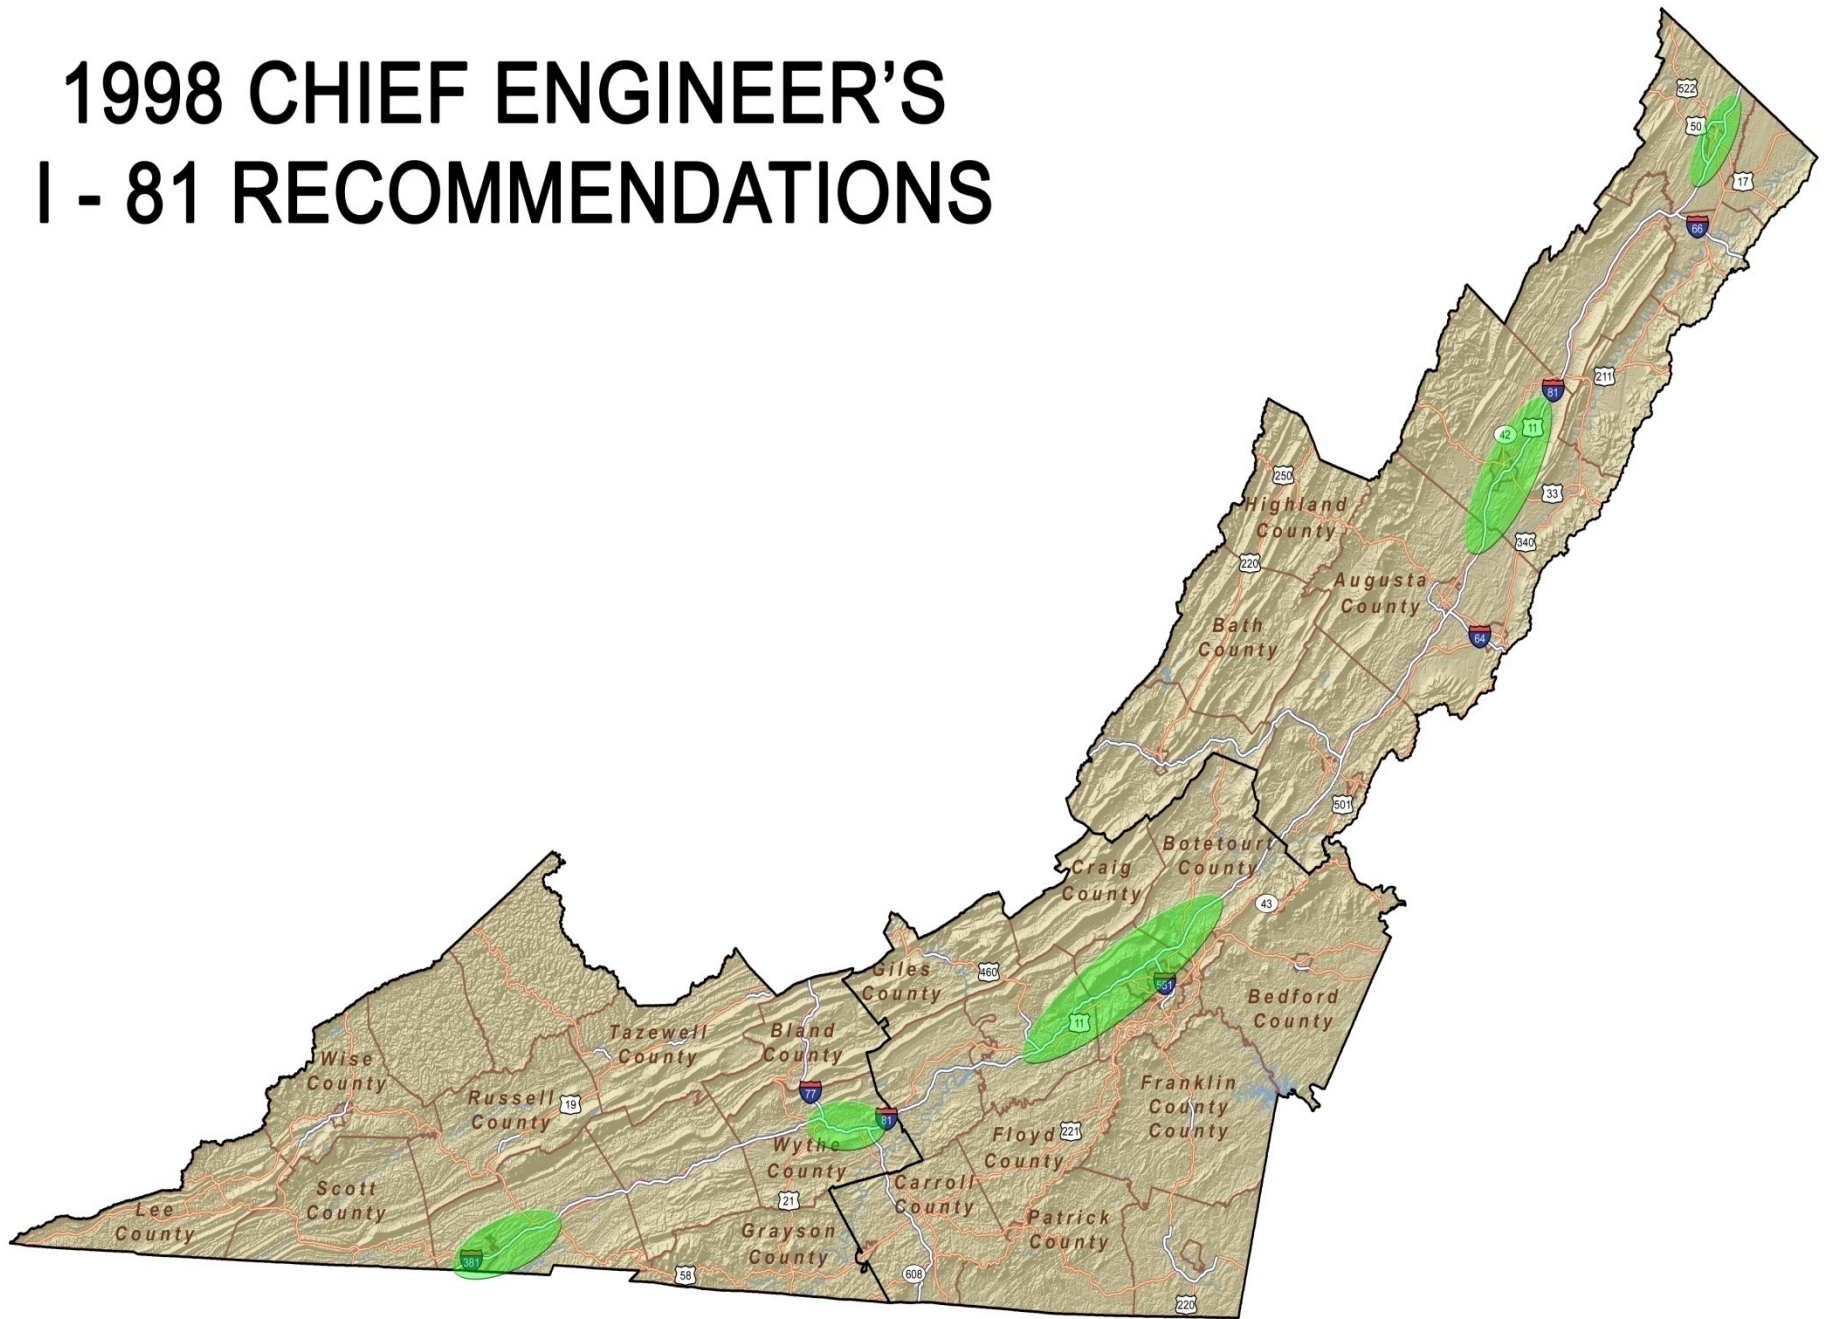 1998 CHIEF ENGINEER'S
I - 81 RECOMMENDATIONS
522
50
17
66
81
211
42
11
33
250
Highland
County
340
220
Augusta
County
Bath
County
64
501
Botetourt
County
Craig
County
43
Giles
County
460
581
Bedford
County
11
Tazewell
County
Bland
County
Wise
County
77
Russell
County
19
81
Franklin
County
Wythe
County
Floyd
County
221
Scott
County
Carroll
County
21
Lee
County
Grayson
County
Patrick
County
381
58
608
220